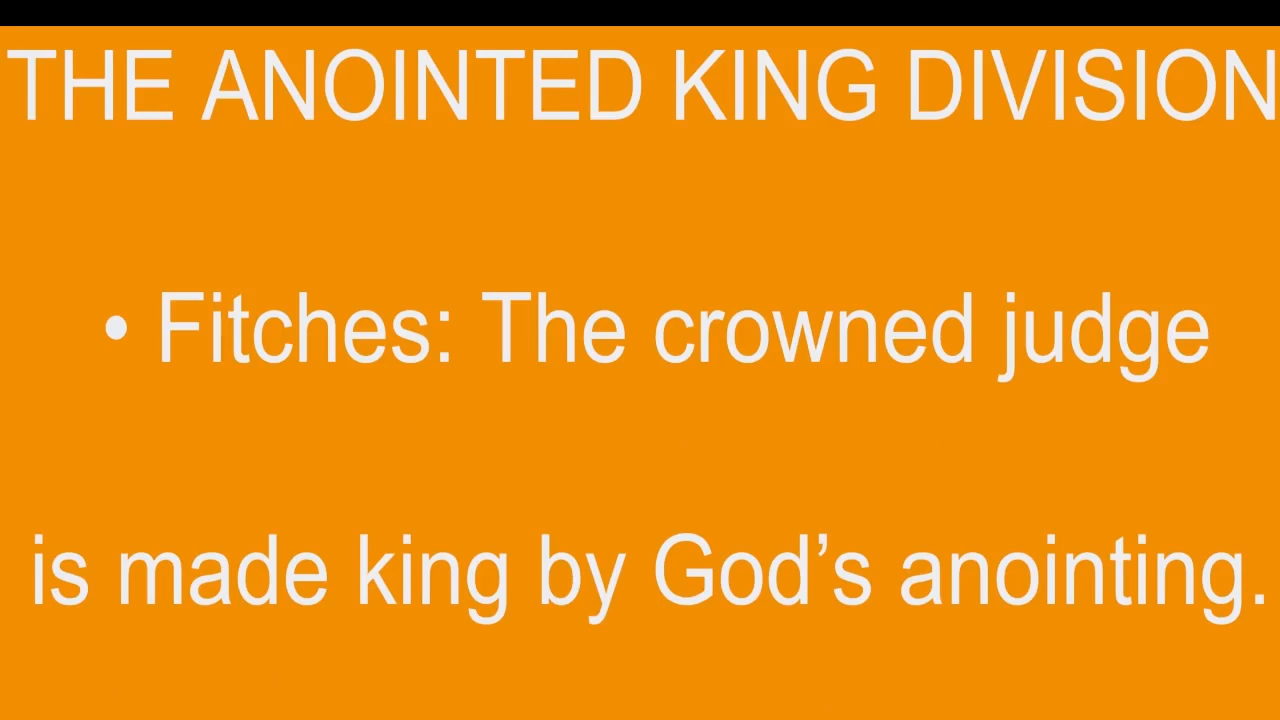 THE ANOINTED KING DIVISION
• Fitches: The crowned judge
is made king by God’s anointing.